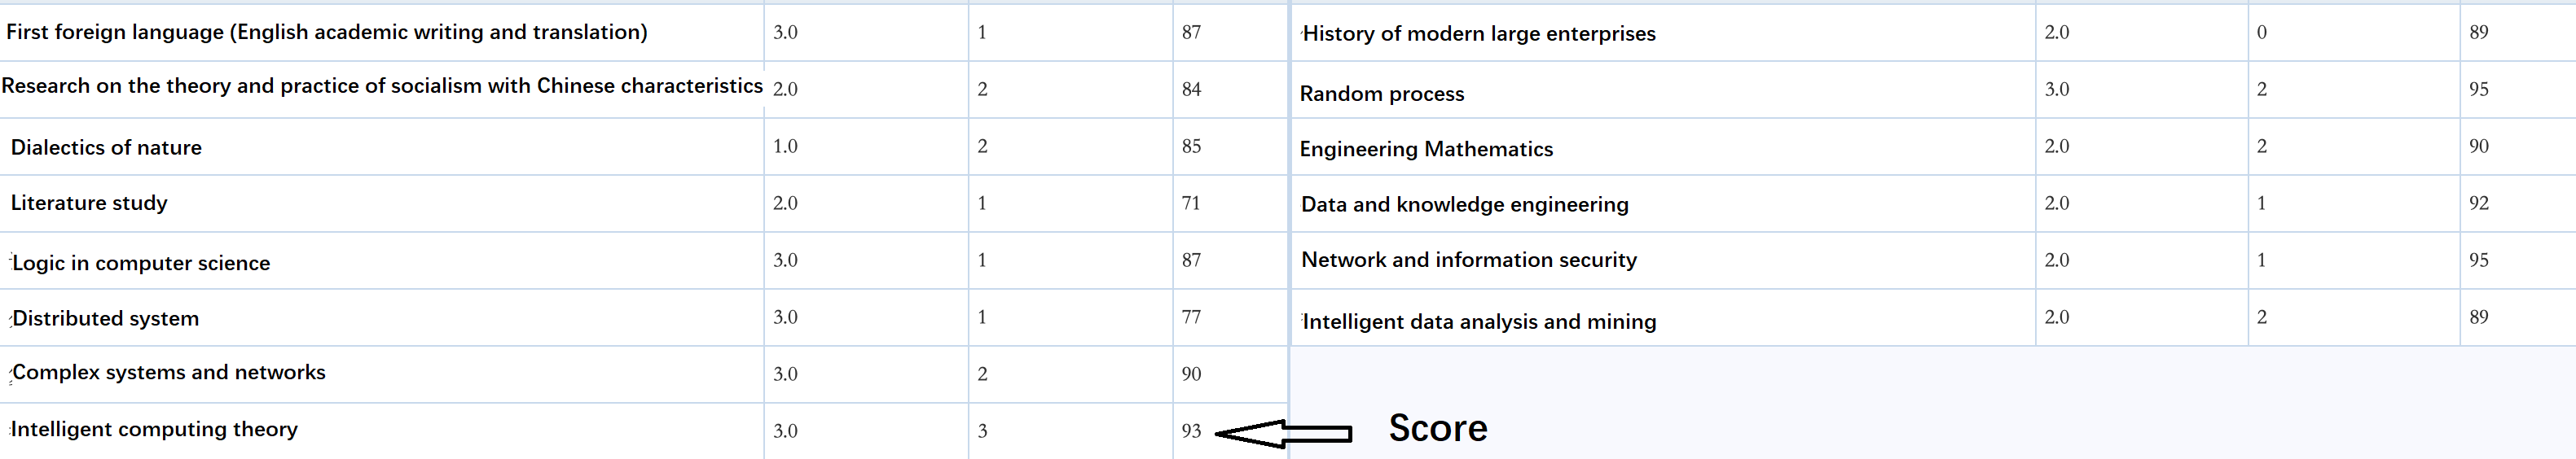 First foreign language (English academic writing and translation) 3.0 1 87
Research on the theory and practice of socialism with Chinese characteristics 2.0 2 84
Dialectics of nature 1.0 2 85
Literature study 2.0 1 71
Logic in computer science 3.0 1 87
Distributed system 3.0 1 77
Complex systems and networks 3.0 2 90
Intelligent computing theory 3.0 3 93
History of modern large enterprises 2.0 0 89
Random process 3.0 2 95
Engineering Mathematics 2.0 2 90
Data and knowledge engineering 2.0 1 92
Network and information security 2.0 1 95
Intelligent data analysis and mining 2.0 2 89
Score